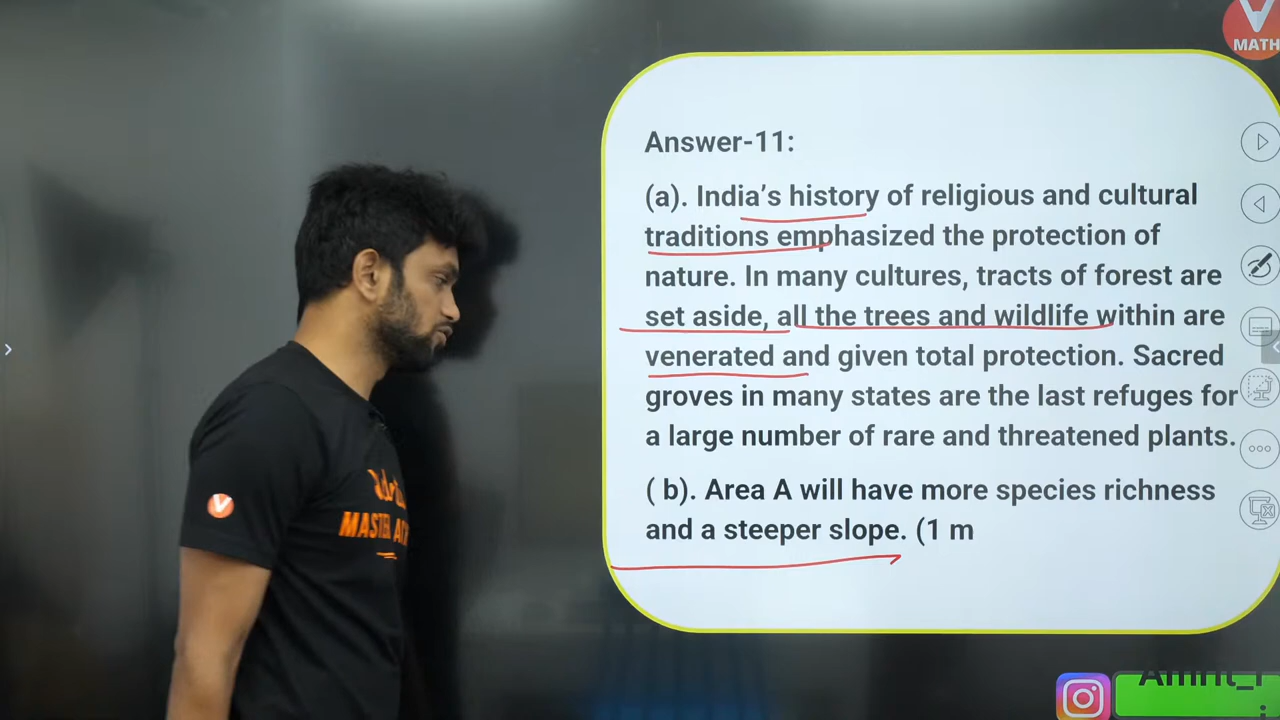 V
MATH
Answer-11:
(a). India’s history of religious and cultural
traditions emphasized the protection of
nature. In many cultures, tracts of forest are
set aside, all the trees and wildlife within are
venerated and given total protection. Sacred
groves in many states are the last refuges for
a large number of rare and threatened plants.
( b). Area A will have more species richness
and a steeper slope. (1 m
V
MAST